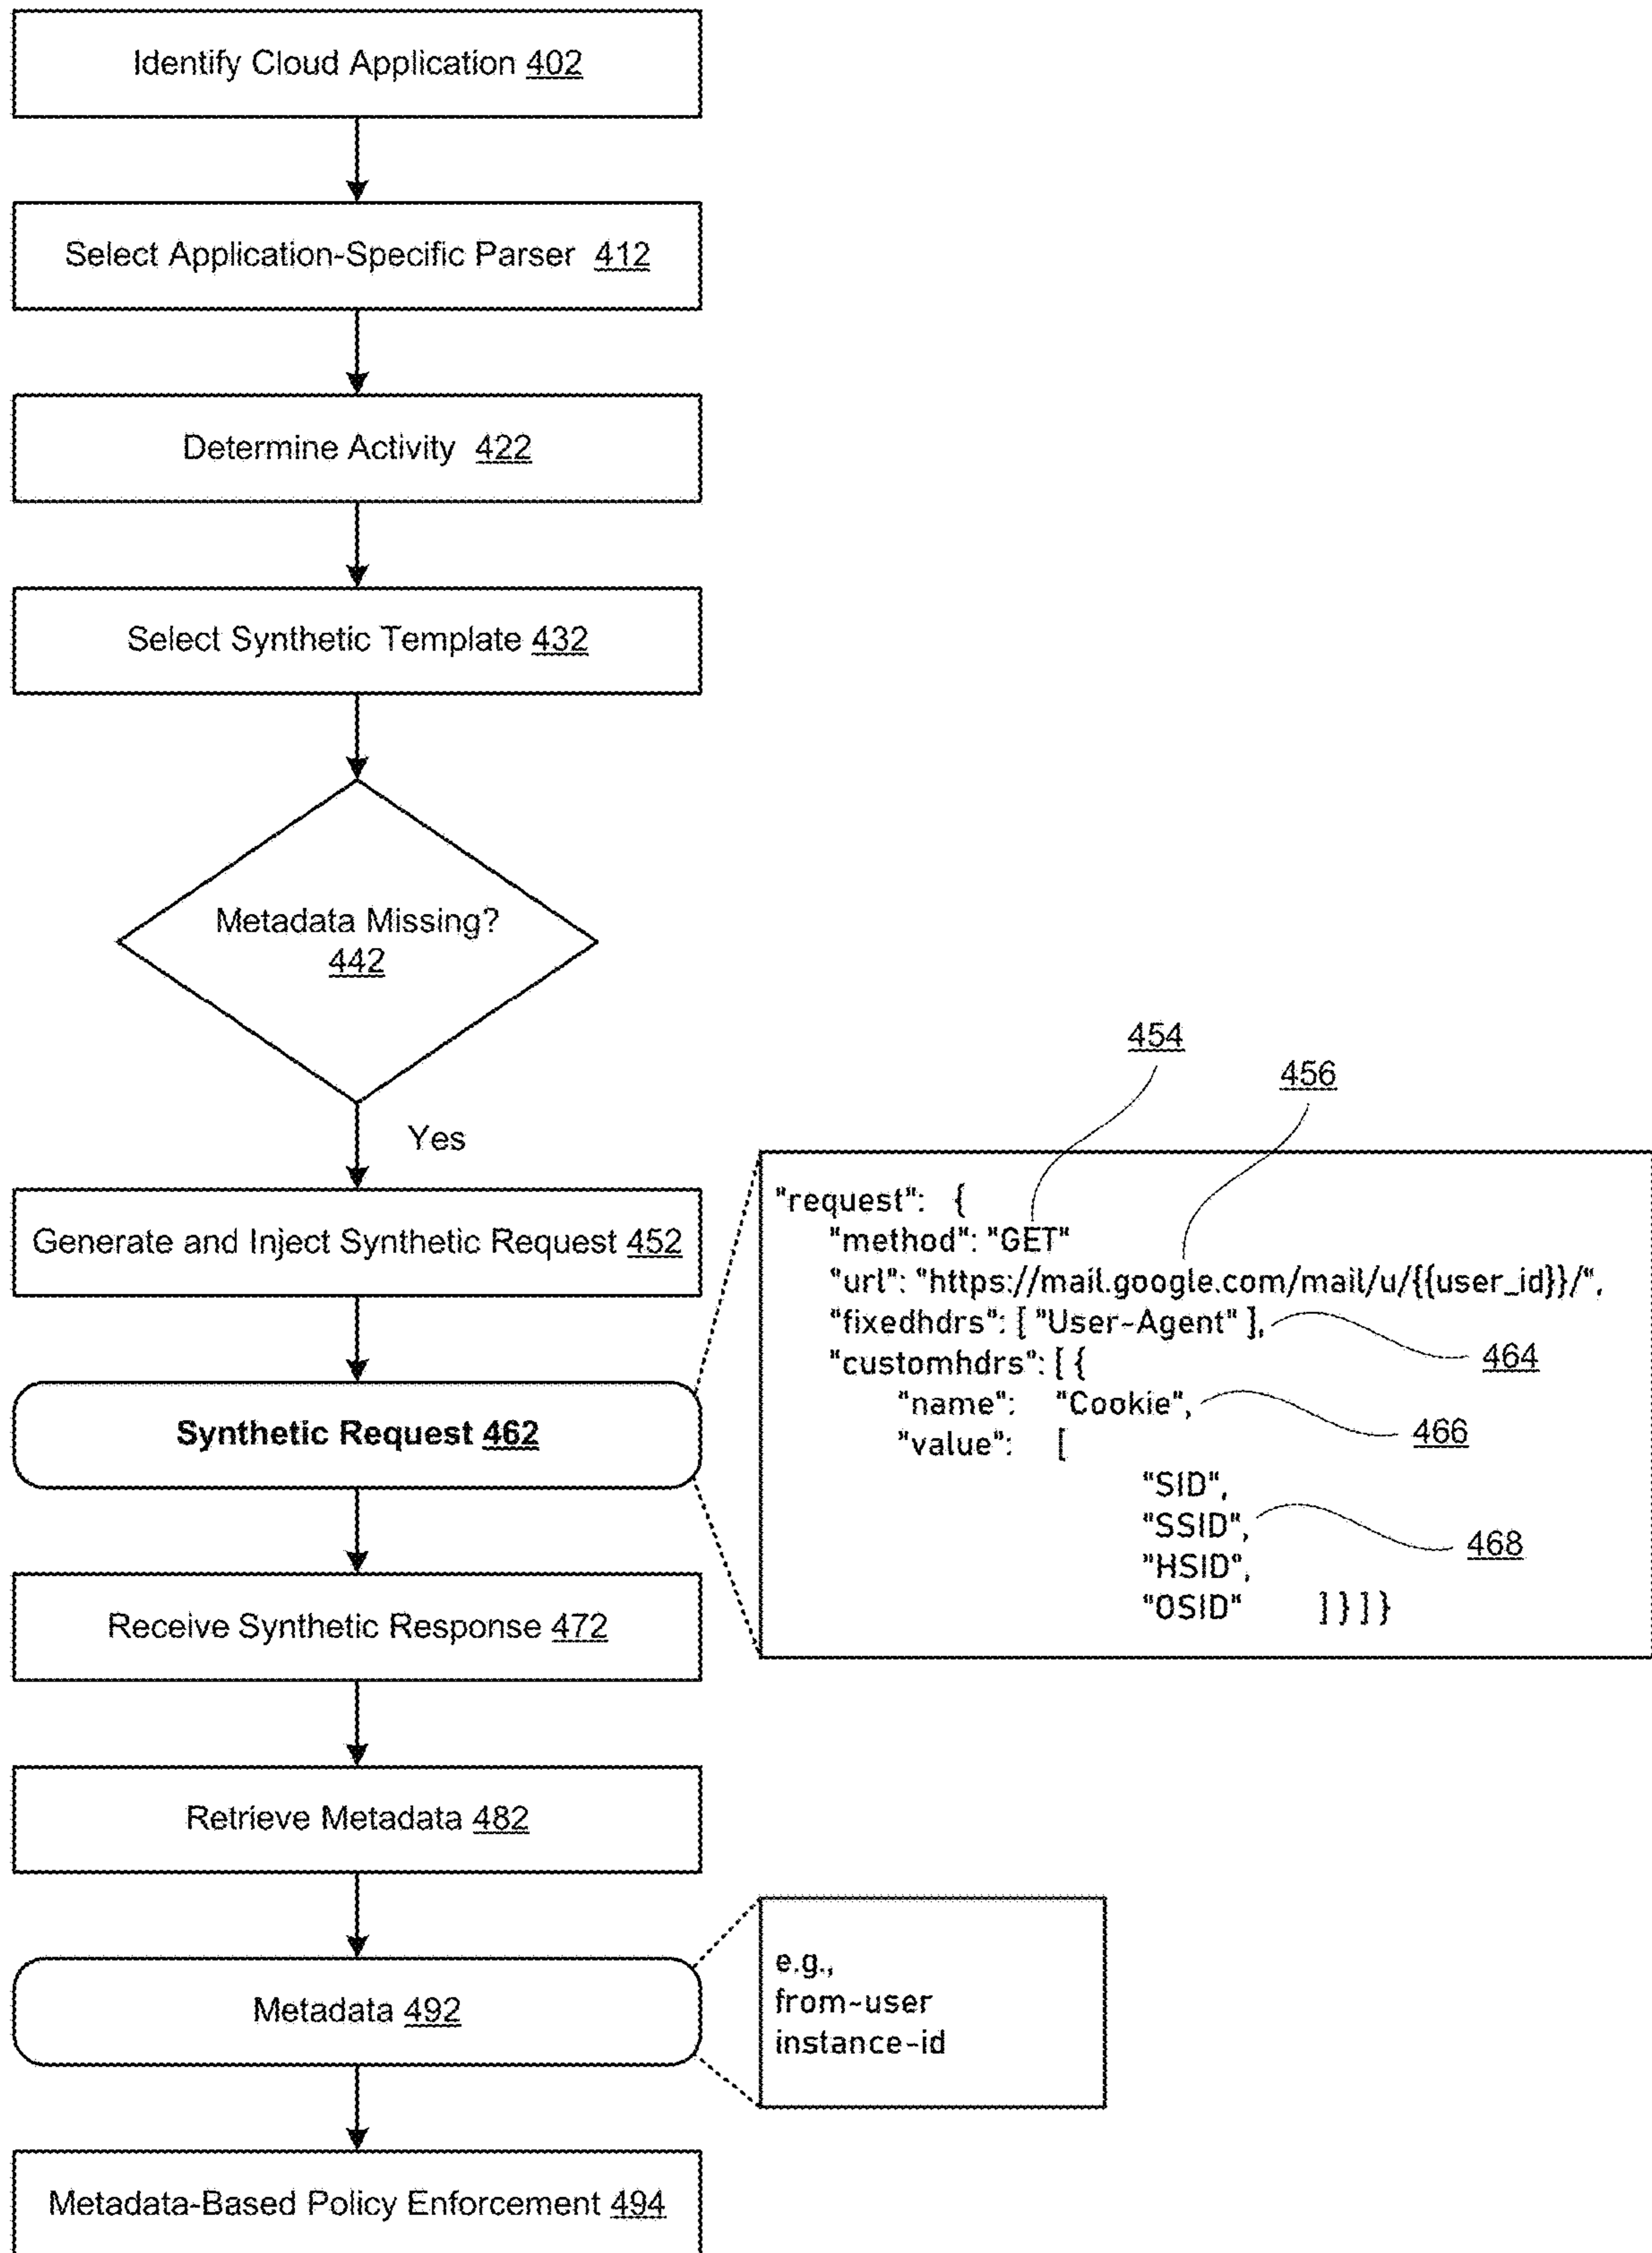 Identify Cloud Application 402
Select Application-Specific Parser 412
Determine Activity 422
Select Synthetic Template 432
Metadata Missing?
442
Yes
Generate and Inject Synthetic Request 452
Synthetic Request 462
454
456
"request": {
"method": "GET"
"url": "https://mail.google.com/mail/u/{{user_id}}/",
"fixedhdrs": [ "User-Agent" ],
464
"customhdrs": [ {
"name": "Cookie",
466
"value": [
"SID",
"SSID",
468
"HSID",
"OSID" ] } ] }
Receive Synthetic Response 472
Retrieve Metadata 482
Metadata 492
e.g.,
from-user
instance-id
Metadata-Based Policy Enforcement 494